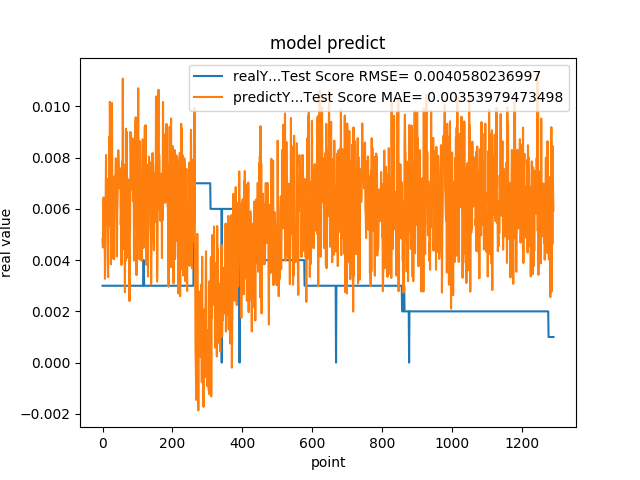 model predict
realY...Test Score RMSE= 0.0040580236997
predictY...Test Score MAE= 0.00353979473498
0.010
0.008
0.006
0.004
0.002
0.000
−0.002
real value
0 200 400 600 800 1000 1200
point